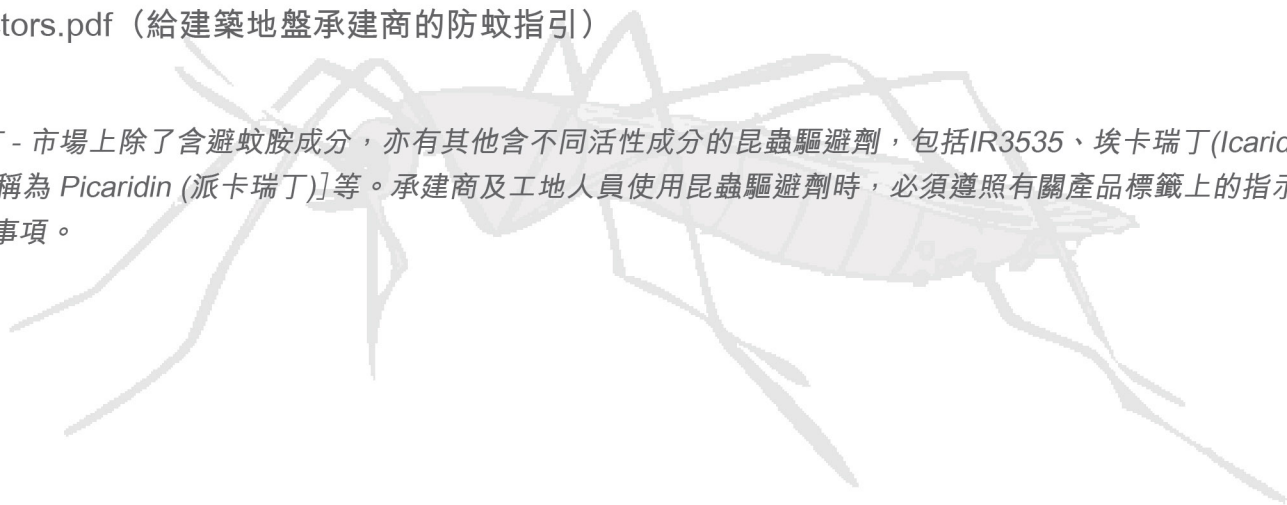 tors.pdf（給建築地盤承建商的防蚊指引）
- 市場上除了含避蚊胺成分，亦有其他含不同活性成分的昆蟲驅避劑，包括IR3535、埃卡瑞丁(Icari
稱為 Picaridin (派卡瑞丁)]等。承建商及工地人員使用昆蟲驅避劑時，必須遵照有關產品標籤上的指示
事項。